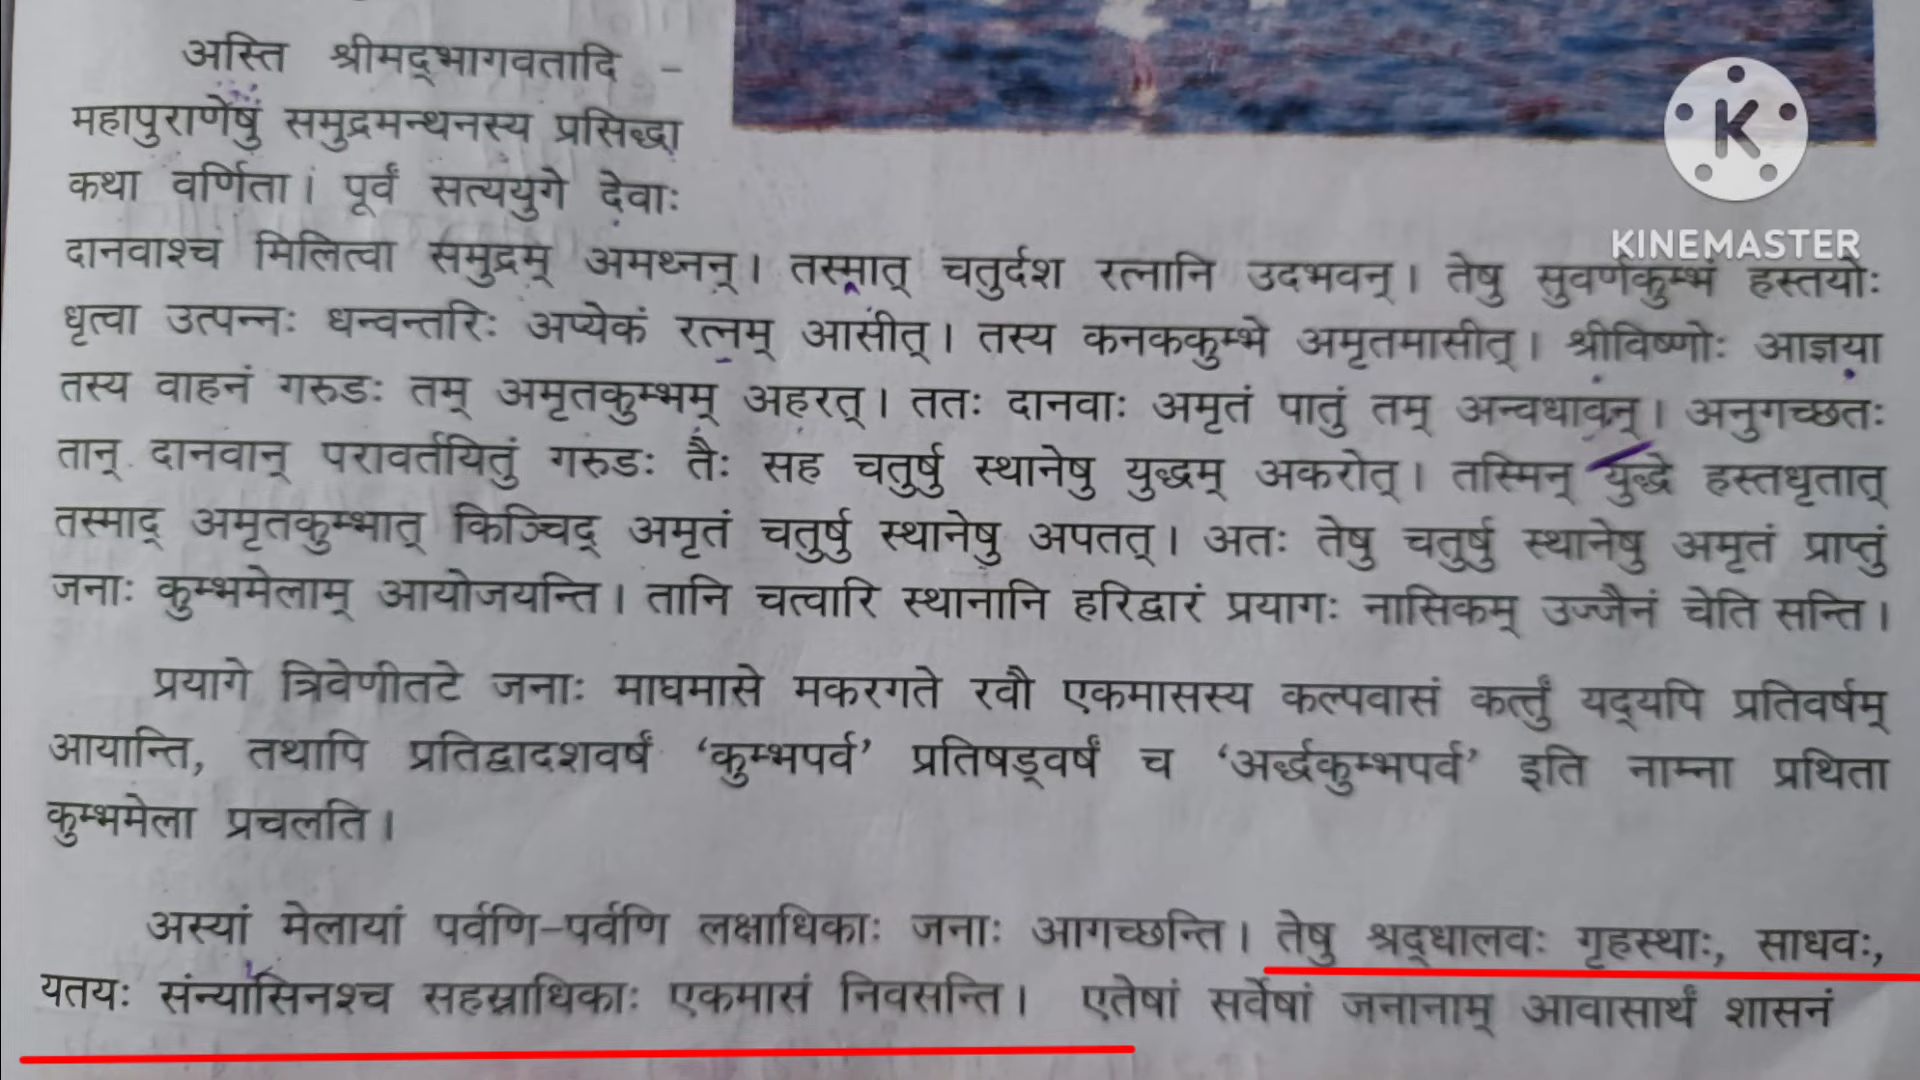 अस्ति श्रीमद्‌भागवतादि –
महापुराणेषुं समुद्रमन्थनस्य प्रसिद्धा
कथा वर्णिता। पूर्वं सत्ययुगे देवाः
दानवाश्च मिलित्वा समुद्रम् अमथ्नन्। तस्मात् चतुर्दश रत्नानि उदभवन्। तेषु सुवर्णकुम्भं हस्तयोः
धृत्वा उत्पन्नः धन्वन्तरिः अप्येकं रत्नम् आसीत्। तस्य कनककुम्भे अमृतमासीत्। श्रीविष्णोः आज्ञया
तस्य वाहनं गरुडः तम् अमृतकुम्भम् अहरत्। ततः दानवाः अमृतं पातुं तम् अन्वधावन्। अनुगच्छतः
तान् दानवान् परावर्तयितुं गरुडः तैः सह चतुर्षु स्थानेषु युद्धम् अकरोत्। तस्मिन् युद्धे हस्तधृतात्
तस्माद् अमृतकुम्भात् किञ्चिद् अमृतं चतुर्षु स्थानेषु अपतत्। अतः तेषु चतुर्षु स्थानेषु अमृतं प्राप्तुं
जनाः कुम्भमेलाम् आयोजयन्ति। तानि चत्वारि स्थानानि हरिद्वारं प्रयागः नासिकम् उज्जैनं चेति सन्ति।
प्रयागे त्रिवेणीतटे जनाः माघमासे मकरगते रवौ एकमासस्य कल्पवासं कर्त्तुं यद्‌यपि प्रतिवर्षम्
आयान्ति, तथापि प्रतिद्वादशवर्षं ‘कुम्भपर्व’ प्रतिषड्‌वर्षं च ‘अर्द्धकुम्भपर्व’ इति नाम्ना प्रथिता
कुम्भमेला प्रचलति।
अस्यां मेलायां पर्वणि-पर्वणि लक्षाधिकाः जनाः आगच्छन्ति। तेषु श्रद्‌धालवः गृहस्थाः, साधवः,
यतयः संन्यासिनश्च सहस्राधिकाः एकमासं निवसन्ति। एतेषां सर्वेषां जनानाम् आवासार्थं शासनं
K
KINEMASTER